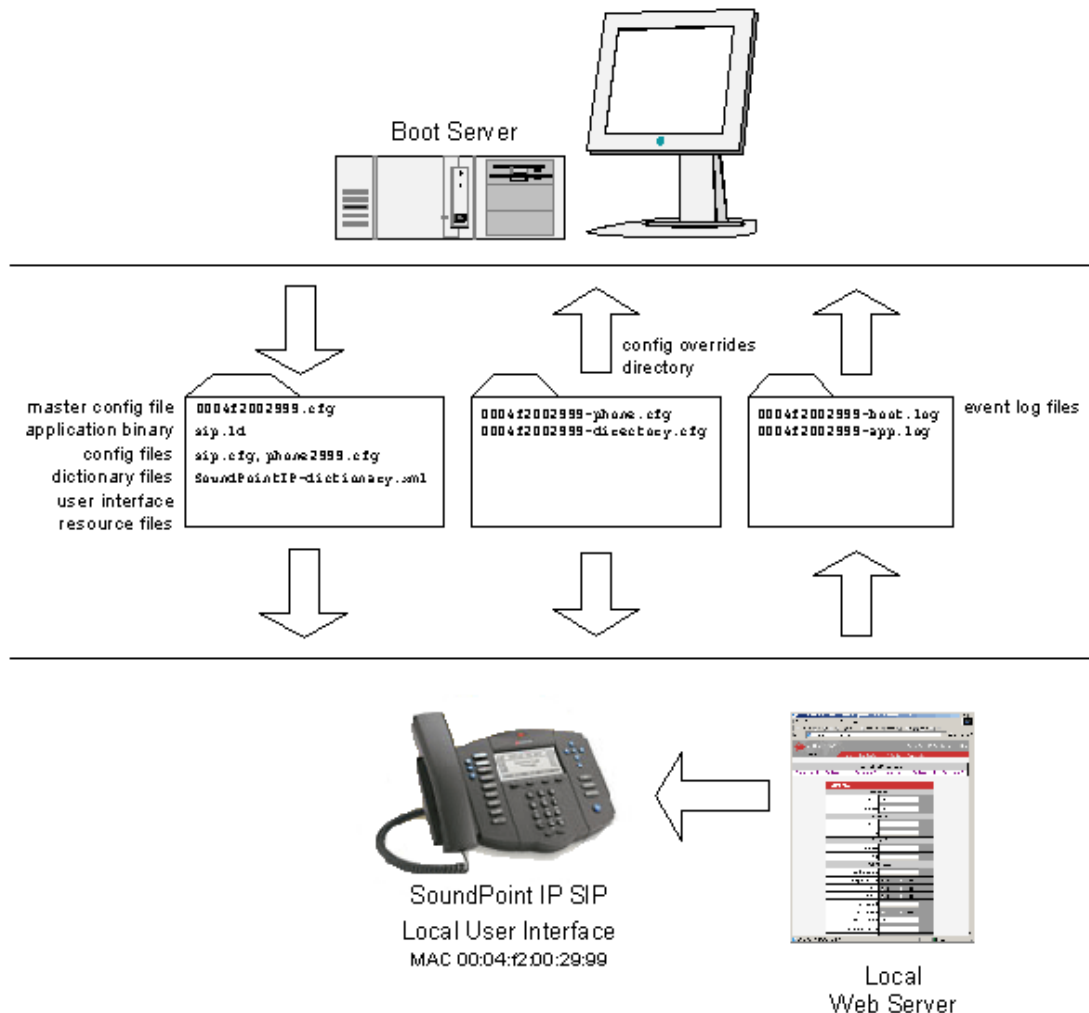 Boot Server
config overrides
directory
master config file
application binary
config files
dictionary files
user interface
resource files
0004f2002999.cfg
sip.ld
sip.cfg, phone2999.cfg
SoundPointIP-dictionary.xml
0004f2002999-phone.cfg
0004f2002999-directory.cfg
0004f2002999-boot.log
0004f2002999-app.log
event log files
SoundPoint IP SIP
Local User Interface
MAC 00:04:f2:00:29:99
Local
Web Server